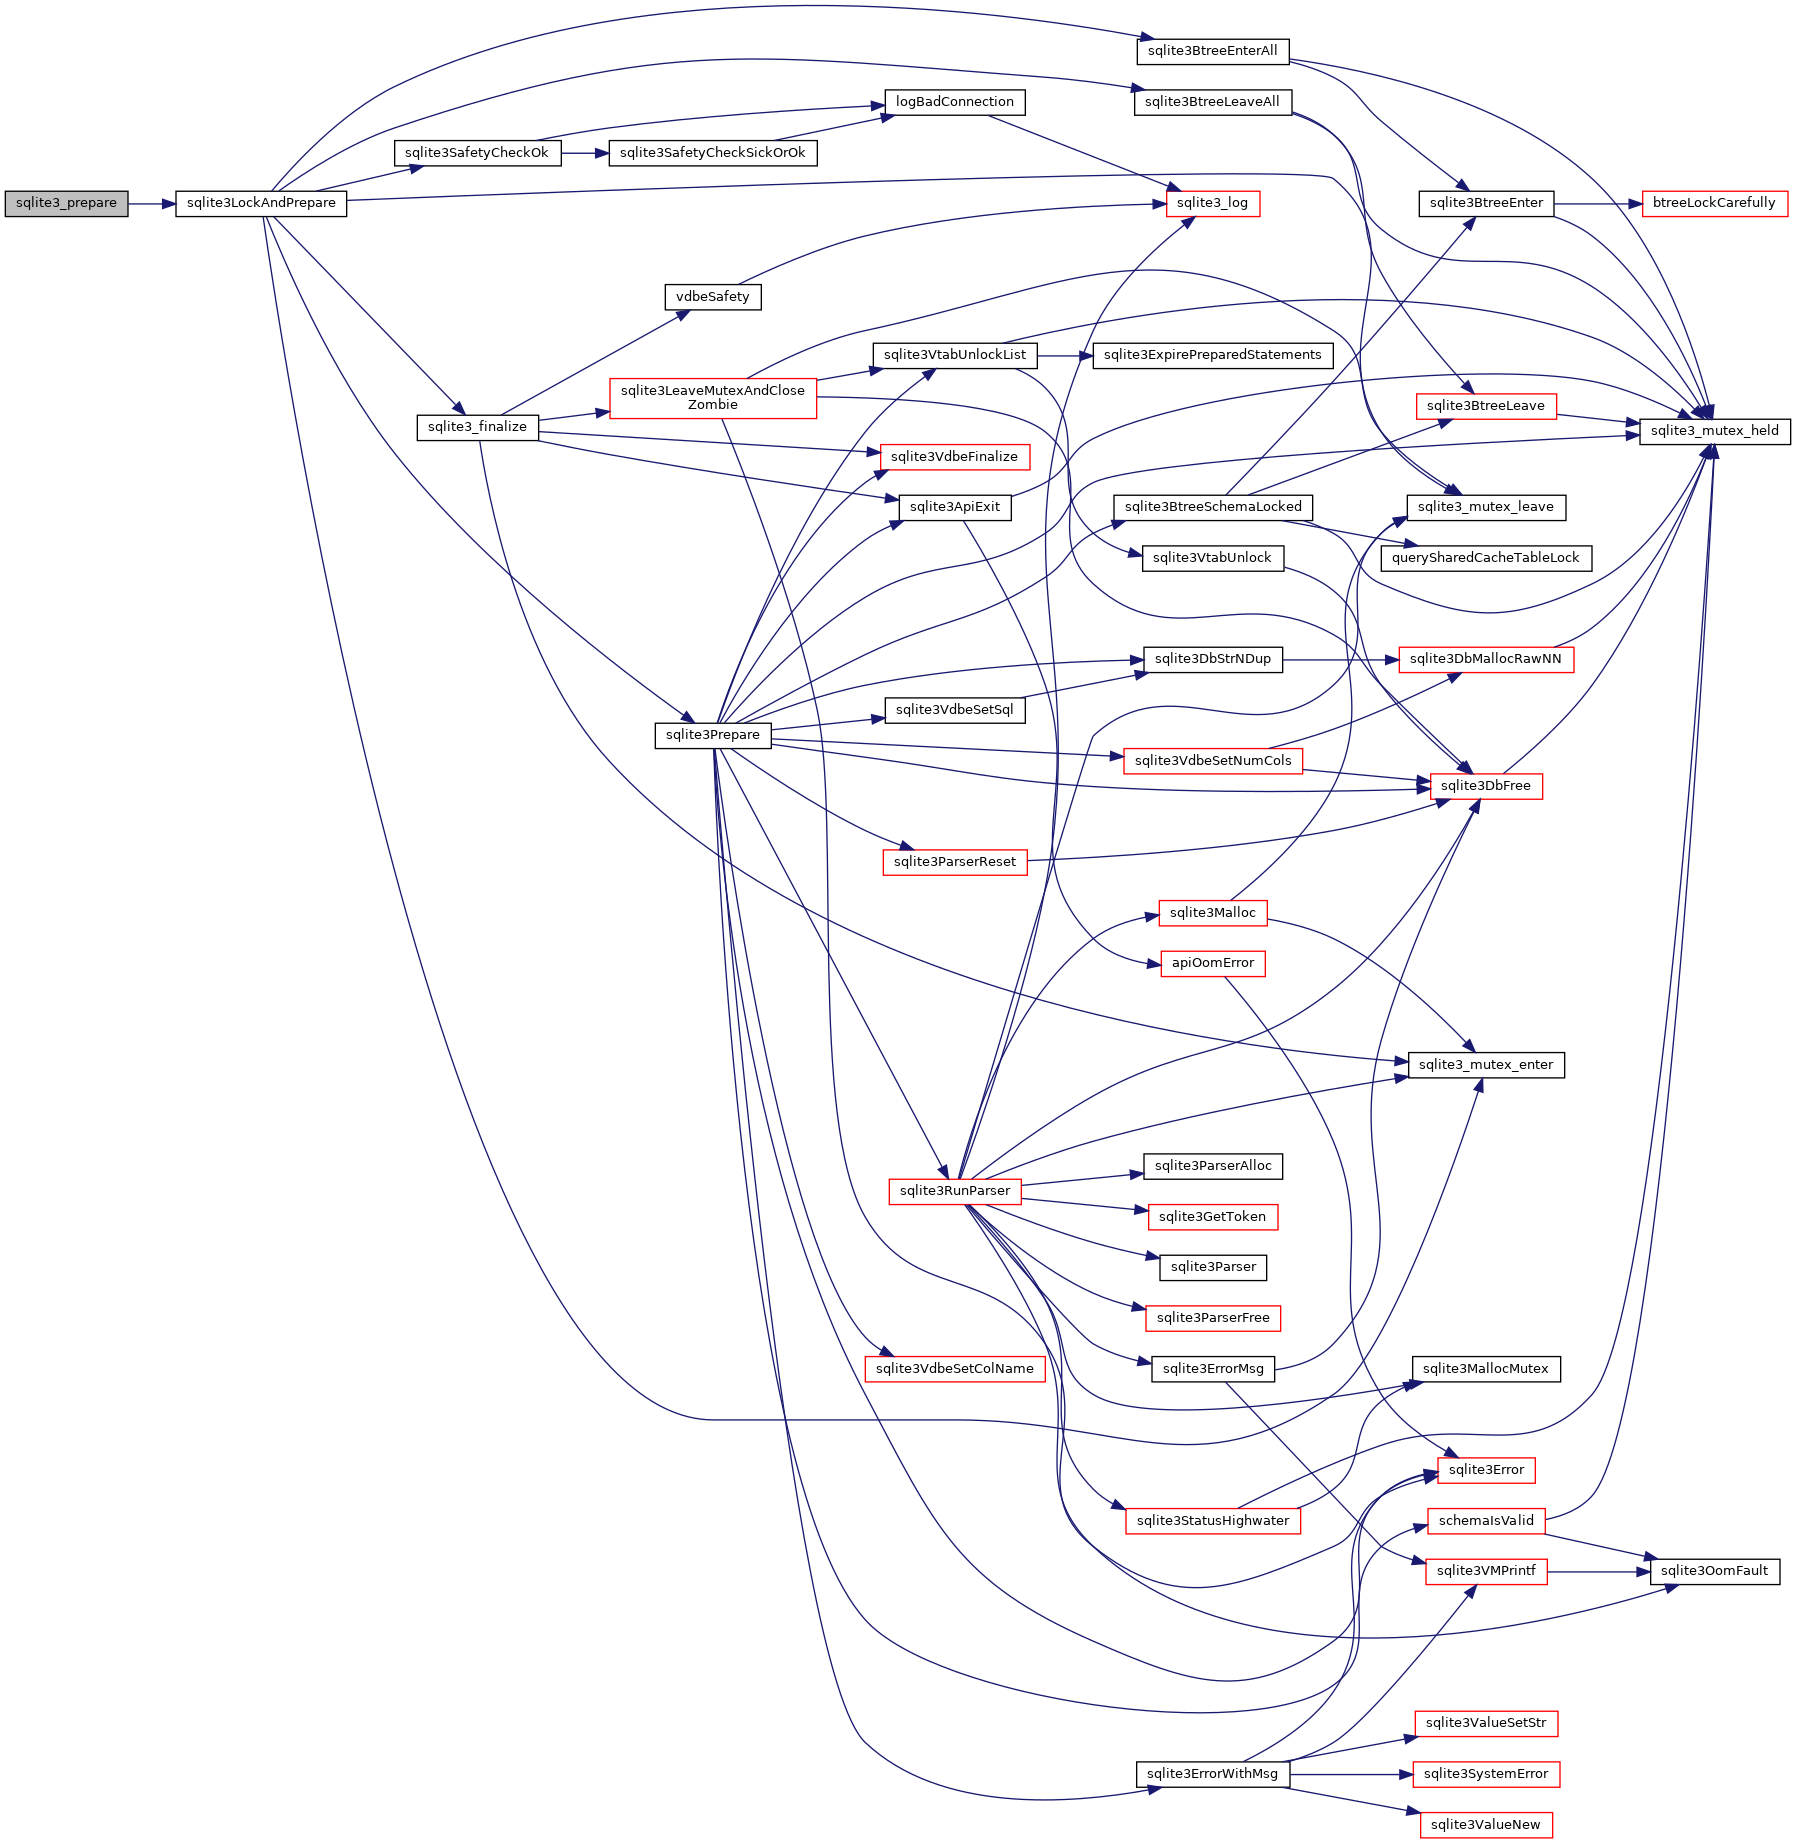 sqlite3BtreeEnterAll
sqlite3BtreeLeaveAll
logBadConnection
sqlite3SafetyCheckOk
sqlite3SafetyCheckSickOrOk
sqlite3_prepare
sqlite3LockAndPrepare
sqlite3_log
sqlite3BtreeEnter
btreeLockCarefully
vdbeSafety
sqlite3VtabUnlockList
sqlite3ExpirePreparedStatements
sqlite3LeaveMutexAndClose
Zombie
sqlite3BtreeLeave
sqlite3_finalize
sqlite3_mutex_held
sqlite3VdbeFinalize
sqlite3ApiExit
sqlite3BtreeSchemaLocked
sqlite3_mutex_leave
sqlite3VtabUnlock
querySharedCacheTableLock
sqlite3DbStrNDup
sqlite3DbMallocRawNN
sqlite3VdbeSetSql
sqlite3Prepare
sqlite3VdbeSetNumCols
sqlite3DbFree
sqlite3ParserReset
sqlite3Malloc
apiOomError
sqlite3_mutex_enter
sqlite3ParserAlloc
sqlite3RunParser
sqlite3GetToken
sqlite3Parser
sqlite3ParserFree
sqlite3VdbeSetColName
sqlite3ErrorMsg
sqlite3MallocMutex
sqlite3Error
sqlite3StatusHighwater
schemaIsValid
sqlite3VMPrintf
sqlite3OomFault
sqlite3ValueSetStr
sqlite3ErrorWithMsg
sqlite3SystemError
sqlite3ValueNew